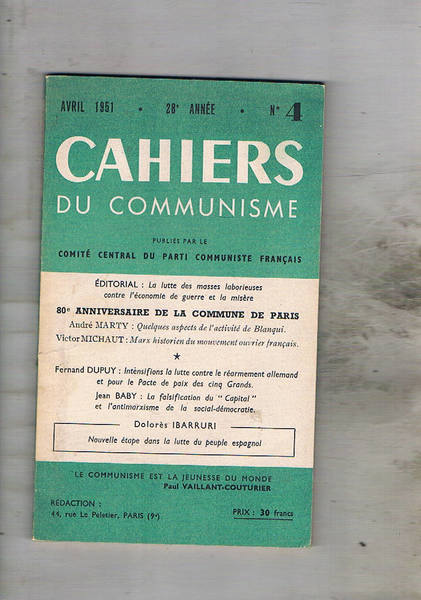 AVRIL 1951 • 28e ANNÉE • No 4
CAHIERS
DU COMMUNISME
PUBLIÉS PAR LE
COMITÉ CENTRAL DU PARTI COMMUNISTE FRANÇAIS
ÉDITORIAL : La lutte des masses laborieuses
contre l'économie de guerre et la misère
80e ANNIVERSAIRE DE LA COMMUNE DE PARIS
André MARTY : Quelques aspects de l'activité de Blanqui.
Victor MICHAUT : Marx historien du mouvement ouvrier français.
★
Fernand DUPUY : Intensifions la lutte contre le réarmement allemand
et pour le Pacte de paix des cinq Grands.
Jean BABY : La falsification du " Capital "
et l'antimarxisme de la social-démocratie.
Dolorès IBARRURI
Nouvelle étape dans la lutte du peuple espagnol
LE COMMUNISME EST LA JEUNESSE DU MONDE
Paul VAILLANT-COUTURIER
RÉDACTION :
44, rue Le Peletier, PARIS (9e)
PRIX : 30 francs